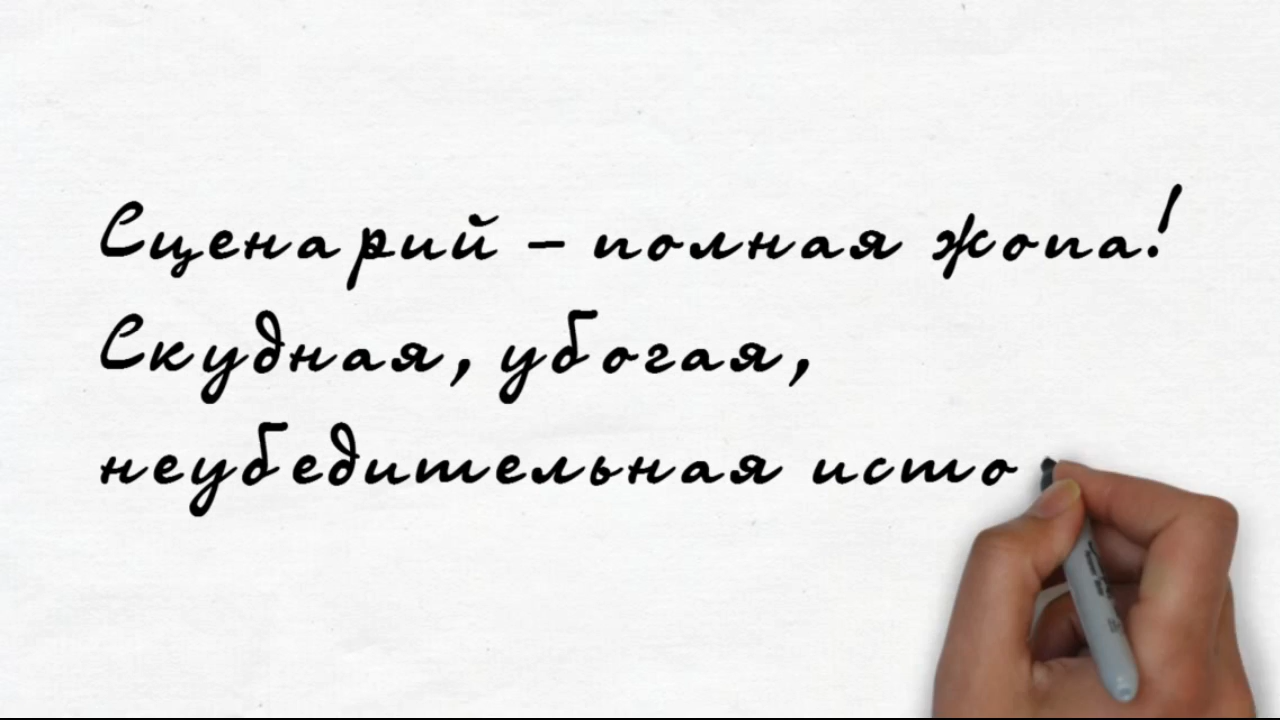 Сценарий – полная жопа!
Скудная, убогая,
неубедительная исто